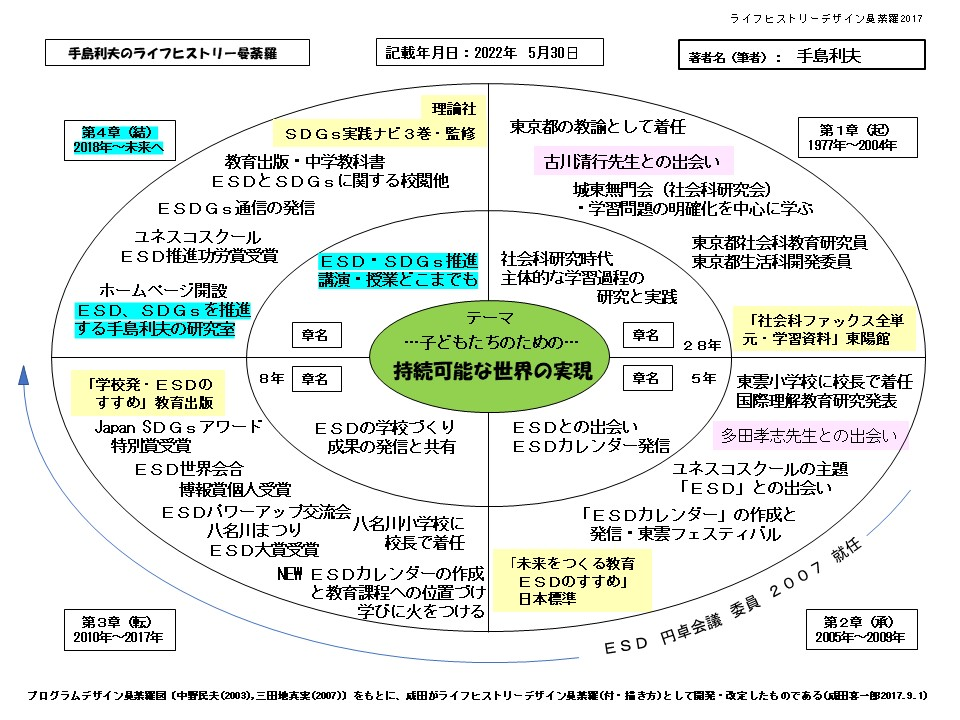 ライフヒストリーデザイン曼荼羅2017
手島利夫のライフヒストリー曼荼羅
記載年月日：2022年 5月30日
著者名（筆者）： 手島利夫
第4章（結）
2018年～未来へ
理論社
ＳＤＧｓ実践ナビ３巻・監修
教育出版・中学教科書
ＥＳＤとＳＤＧｓに関する校閲他
ＥＳＤＧｓ通信の発信
ユネスコスクール
ＥＳＤ推進功労賞受賞
ホームページ開設
ＥＳＤ、ＳＤＧｓを推進
する手島利夫の研究室
ＥＳＤ・ＳＤＧｓ推進
講演・授業どこまでも
章名
第１章（起）
1977年～2004年
東京都の教諭として着任
古川清行先生との出会い
城東無門会（社会科研究会）
・学習問題の明確化を中心に学ぶ
東京都社会科教育研究員
東京都生活科開発委員
「社会科ファックス全単
元・学習資料」東陽館
社会科研究時代
主体的な学習過程の
研究と実践
章名
２８年
テーマ
…子どもたちのための…
持続可能な世界の実現
８年
章名
「学校発・ＥＳＤの
すすめ」教育出版
Japan ＳＤＧｓアワード
特別賞受賞
ＥＳＤ世界会合
博報賞個人受賞
ＥＳＤパワーアップ交流会
八名川まつり
ＥＳＤ大賞受賞
八名川小学校に
校長で着任
NEW ＥＳＤカレンダーの作成
と教育課程への位置づけ
学びに火をつける
ＥＳＤの学校づくり
成果の発信と共有
第３章（転）
2010年～2017年
章名
５年
東雲小学校に校長で着任
国際理解教育研究発表
多田孝志先生との出会い
ユネスコスクールの主題
「ＥＳＤ」との出会い
「ＥＳＤカレンダー」の作成と
発信・東雲フェスティバル
「未来をつくる教育
ＥＳＤのすすめ」
日本標準
ＥＳＤとの出会い
ＥＳＤカレンダー発信
ＥＳＤ 円卓会議 委員 ２００７ 就任
第２章（承）
2005年～2009年
プログラムデザイン曼荼羅図〔中野民夫(2003),三田地真実(2007)〕をもとに、成田がライフヒストリーデザイン曼荼羅(付・描き方)として開発・改定したものである(成田喜一郎2017.9.1)